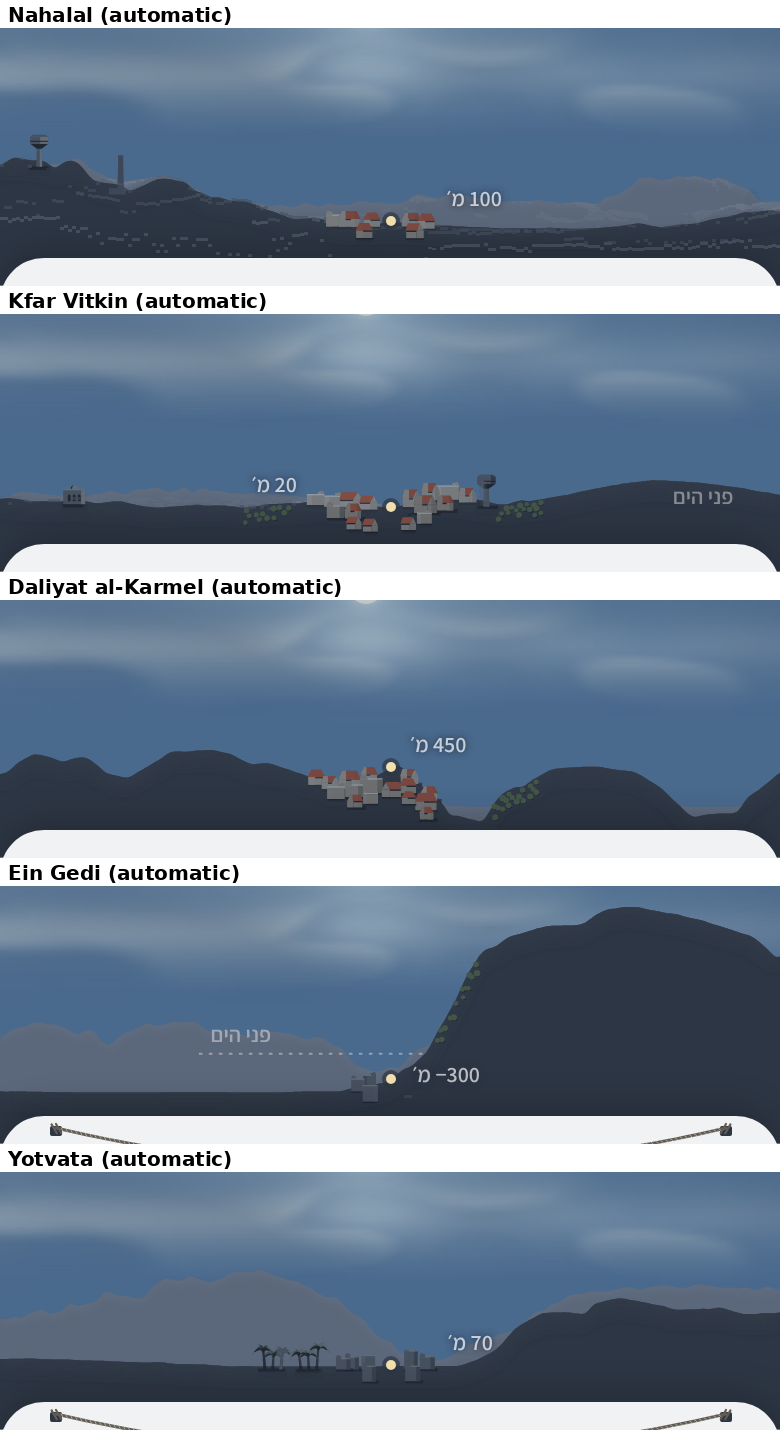 Nahalal (automatic)
100 מ׳
Kfar Vitkin (automatic)
20 מ׳
פני הים
Daliyat al-Karmel (automatic)
450 מ׳
Ein Gedi (automatic)
פני הים
−300 מ׳
Yotvata (automatic)
70 מ׳